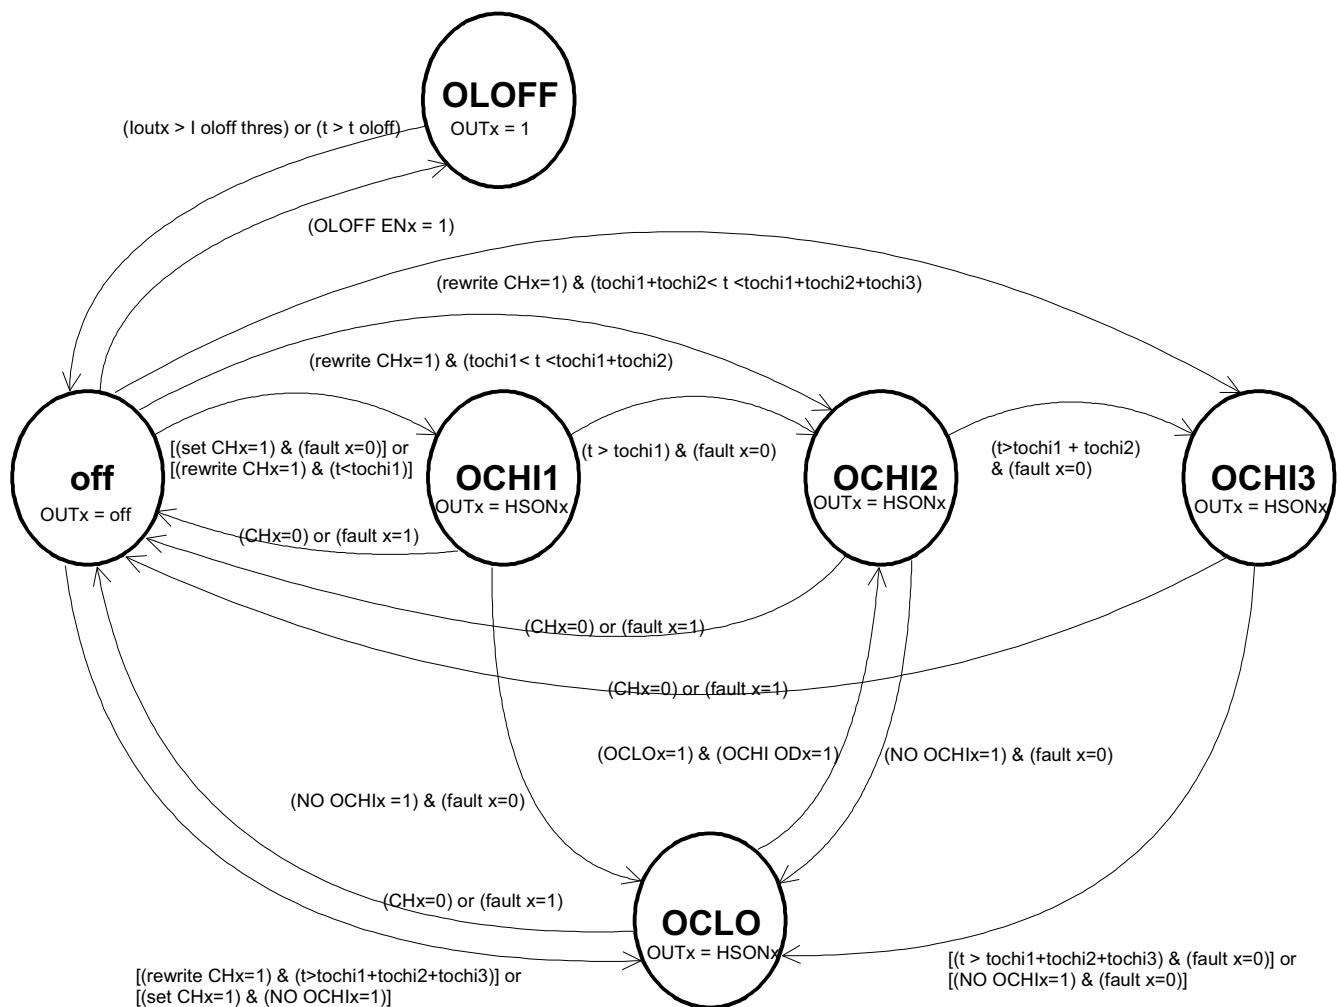 OLOFF
OUTx = 1
(Ioutx > I oloff thres) or (t > t oloff)
(OLOFF ENx = 1)
(rewrite CHx=1) & (tochi1+tochi2< t <tochi1+tochi2+tochi3)
(rewrite CHx=1) & (tochi1< t <tochi1+tochi2)
[(set CHx=1) & (fault x=0)] or
[(rewrite CHx=1) & (t<tochi1)]
(t > tochi1) & (fault x=0)
(t>tochi1 + tochi2)
& (fault x=0)
off
OUTx = off
OCHI1
OUTx = HSONx
OCHI2
OUTx = HSONx
OCHI3
OUTx = HSONx
(CHx=0) or (fault x=1)
(CHx=0) or (fault x=1)
(CHx=0) or (fault x=1)
(OCLOx=1) & (OCHI ODx=1)
(NO OCHIx=1) & (fault x=0)
(NO OCHIx =1) & (fault x=0)
(CHx=0) or (fault x=1)
OCLO
OUTx = HSONx
[(rewrite CHx=1) & (t>tochi1+tochi2+tochi3)] or
[(set CHx=1) & (NO OCHIx=1)]
[(t > tochi1+tochi2+tochi3) & (fault x=0)] or
[(NO OCHIx=1) & (fault x=0)]